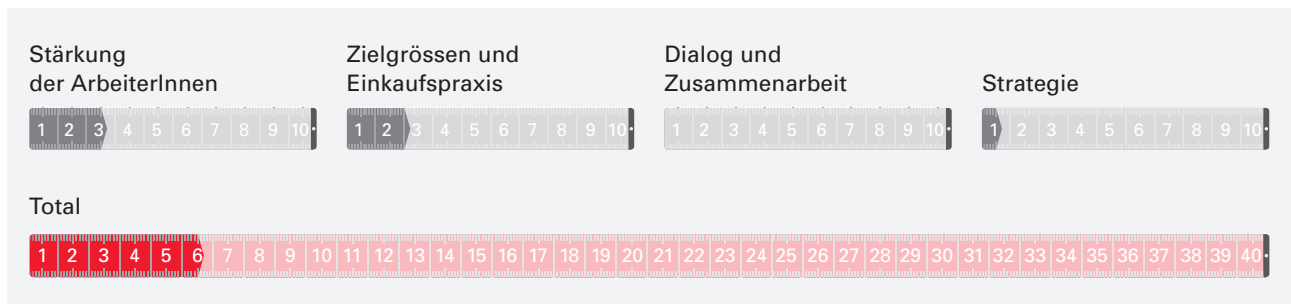 Stärkung
der ArbeiterInnen
Zielgrössen und
Einkaufspraxis
Dialog und
Zusammenarbeit
Strategie
1 2 3 4 5 6 7 8 9 10
1 2 3 4 5 6 7 8 9 10
1 2 3 4 5 6 7 8 9 10
1 2 3 4 5 6 7 8 9 10
Total
1 2 3 4 5 6 7 8 9 10 11 12 13 14 15 16 17 18 19 20 21 22 23 24 25 26 27 28 29 30 31 32 33 34 35 36 37 38 39 40